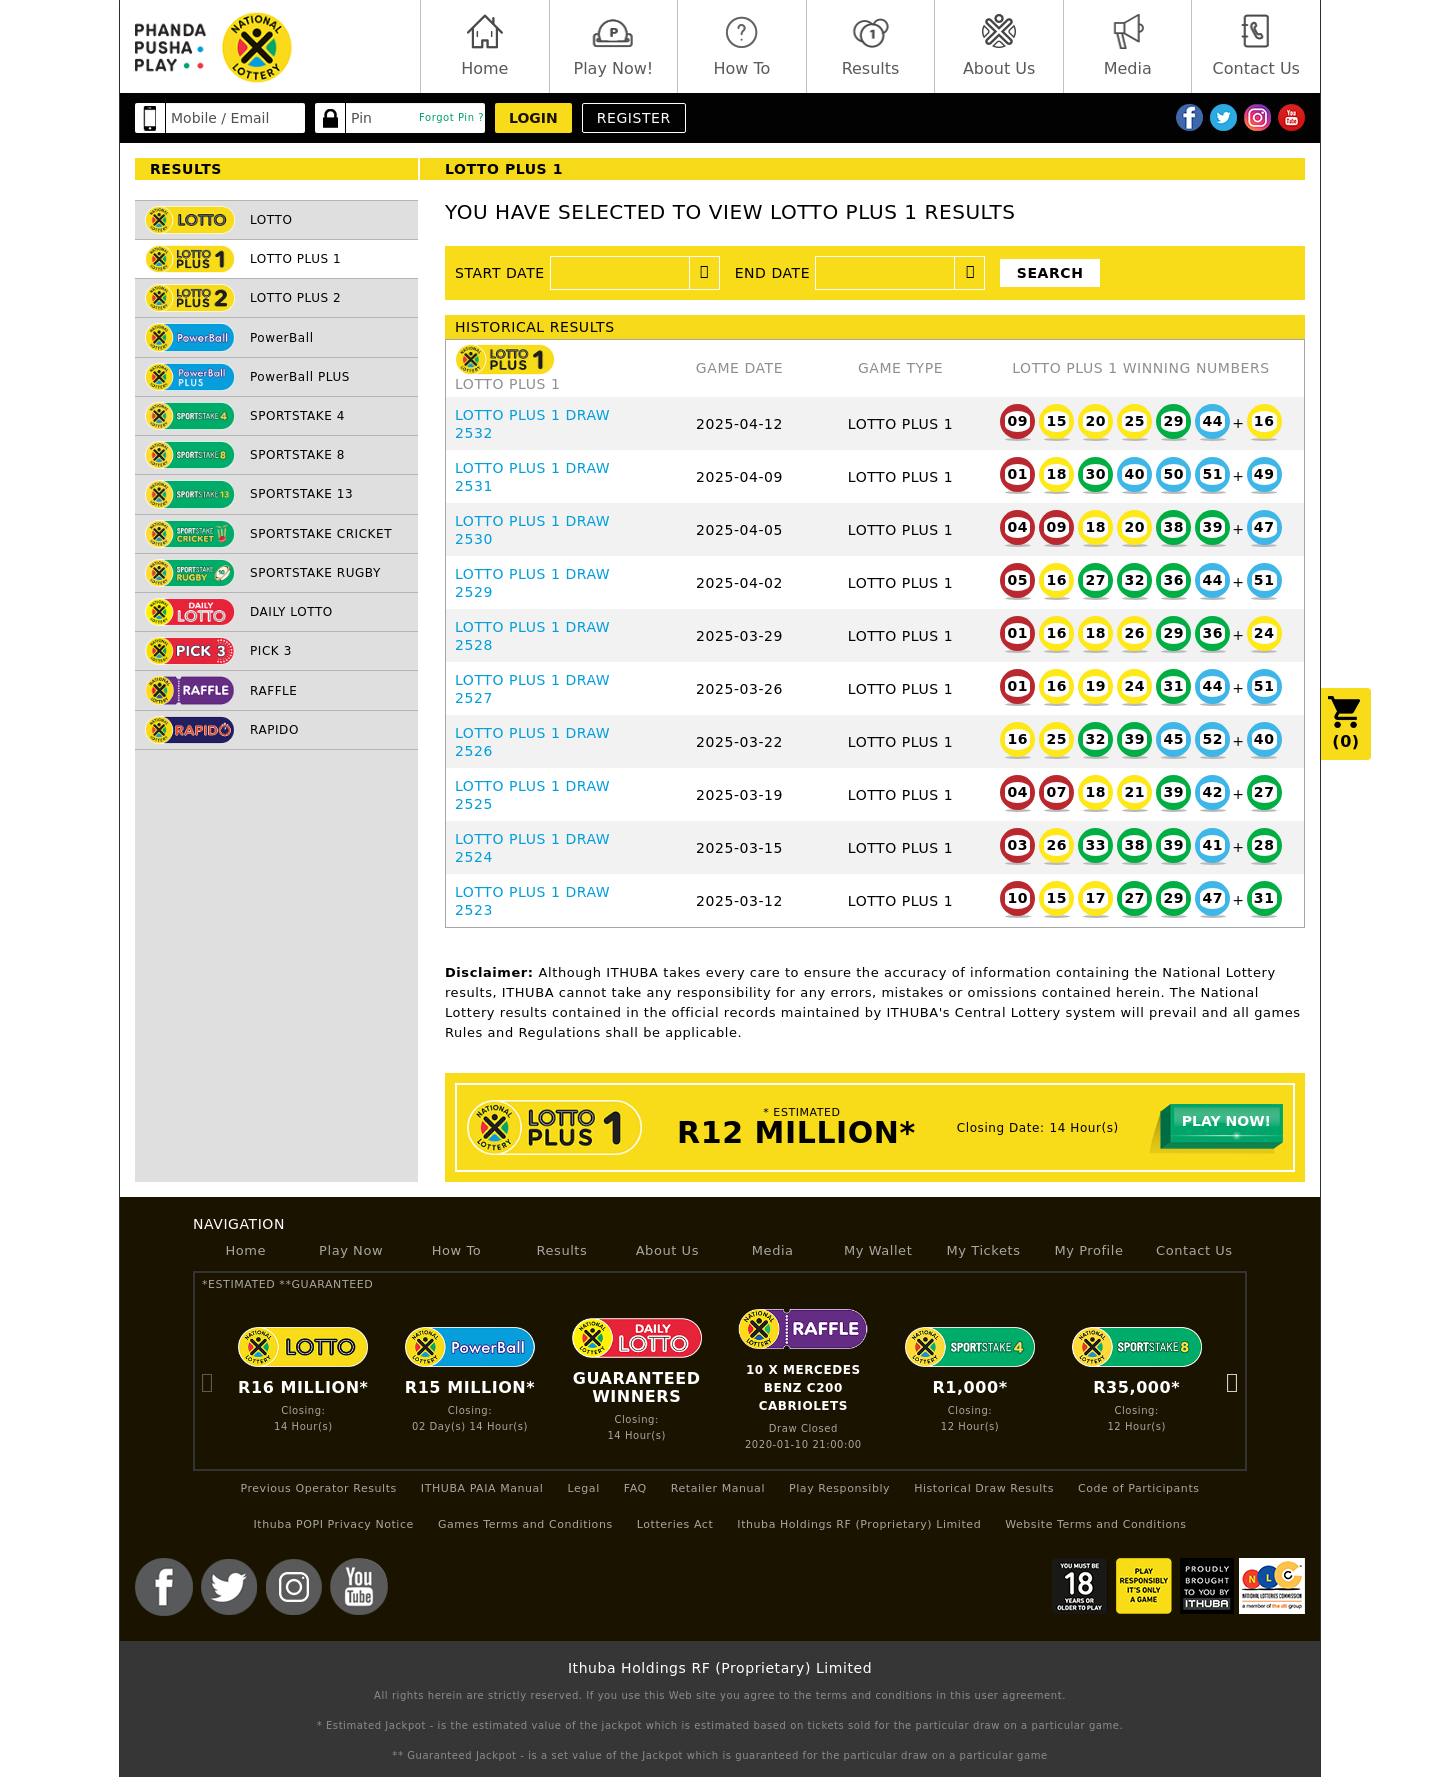 PHANDA
PUSHA
PLAY
NATIONAL
LOTTERY
Home
Play Now!
How To
Results
About Us
Media
Contact Us
Mobile / Email
Pin
Forgot Pin ?
LOGIN
REGISTER
RESULTS
LOTTO
LOTTO
LOTTO PLUS 1
LOTTO PLUS 1
LOTTO PLUS 2
LOTTO PLUS 2
PowerBall
PowerBall
PowerBall PLUS
PowerBall PLUS
SPORTSTAKE 4
SPORTSTAKE 4
SPORTSTAKE 8
SPORTSTAKE 8
SPORTSTAKE 13
SPORTSTAKE 13
SPORTSTAKE CRICKET
SPORTSTAKE CRICKET
SPORTSTAKE RUGBY
SPORTSTAKE RUGBY
DAILY LOTTO
DAILY LOTTO
PICK 3
PICK 3
RAFFLE
RAFFLE
RAPIDO
RAPIDO
LOTTO PLUS 1
YOU HAVE SELECTED TO VIEW LOTTO PLUS 1 RESULTS
START DATE
END DATE
SEARCH
HISTORICAL RESULTS
LOTTO PLUS 1
LOTTO PLUS 1 GAME DATE GAME TYPE LOTTO PLUS 1 WINNING NUMBERS
LOTTO PLUS 1 DRAW
2532 2025-04-12 LOTTO PLUS 1 09 15 20 25 29 44 + 16
LOTTO PLUS 1 DRAW
2531 2025-04-09 LOTTO PLUS 1 01 18 30 40 50 51 + 49
LOTTO PLUS 1 DRAW
2530 2025-04-05 LOTTO PLUS 1 04 09 18 20 38 39 + 47
LOTTO PLUS 1 DRAW
2529 2025-04-02 LOTTO PLUS 1 05 16 27 32 36 44 + 51
LOTTO PLUS 1 DRAW
2528 2025-03-29 LOTTO PLUS 1 01 16 18 26 29 36 + 24
LOTTO PLUS 1 DRAW
2527 2025-03-26 LOTTO PLUS 1 01 16 19 24 31 44 + 51
LOTTO PLUS 1 DRAW
2526 2025-03-22 LOTTO PLUS 1 16 25 32 39 45 52 + 40
LOTTO PLUS 1 DRAW
2525 2025-03-19 LOTTO PLUS 1 04 07 18 21 39 42 + 27
LOTTO PLUS 1 DRAW
2524 2025-03-15 LOTTO PLUS 1 03 26 33 38 39 41 + 28
LOTTO PLUS 1 DRAW
2523 2025-03-12 LOTTO PLUS 1 10 15 17 27 29 47 + 31
(0)
Disclaimer: Although ITHUBA takes every care to ensure the accuracy of information containing the National Lottery
results, ITHUBA cannot take any responsibility for any errors, mistakes or omissions contained herein. The National
Lottery results contained in the official records maintained by ITHUBA's Central Lottery system will prevail and all games
Rules and Regulations shall be applicable.
NATIONAL LOTTERY LOTTO PLUS 1
* ESTIMATED
R12 MILLION*
Closing Date: 14 Hour(s)
PLAY NOW!
NAVIGATION
Home Play Now How To Results About Us Media My Wallet My Tickets My Profile Contact Us
*ESTIMATED **GUARANTEED
NATIONAL LOTTERY LOTTO
R16 MILLION*
Closing:
14 Hour(s)
NATIONAL LOTTERY PowerBall
R15 MILLION*
Closing:
02 Day(s) 14 Hour(s)
NATIONAL LOTTERY DAILY LOTTO
GUARANTEED
WINNERS
Closing:
14 Hour(s)
NATIONAL LOTTERY RAFFLE
10 X MERCEDES
BENZ C200
CABRIOLETS
Draw Closed
2020-01-10 21:00:00
NATIONAL LOTTERY SPORTSTAKE 4
R1,000*
Closing:
12 Hour(s)
NATIONAL LOTTERY SPORTSTAKE 8
R35,000*
Closing:
12 Hour(s)
Previous Operator Results ITHUBA PAIA Manual Legal FAQ Retailer Manual Play Responsibly Historical Draw Results Code of Participants
Ithuba POPI Privacy Notice Games Terms and Conditions Lotteries Act Ithuba Holdings RF (Proprietary) Limited Website Terms and Conditions
You
Tube
YOU MUST BE
18
YEARS OR
OLDER TO PLAY
PLAY
RESPONSIBLY
IT'S ONLY
A GAME
PROUDLY
BROUGHT
TO YOU BY
ITHUBA
NLC
NATIONAL LOTTERIES COMMISSION
a member of the dti group
Ithuba Holdings RF (Proprietary) Limited
All rights herein are strictly reserved. If you use this Web site you agree to the terms and conditions in this user agreement.
* Estimated Jackpot - is the estimated value of the jackpot which is estimated based on tickets sold for the particular draw on a particular game.
** Guaranteed Jackpot - is a set value of the Jackpot which is guaranteed for the particular draw on a particular game